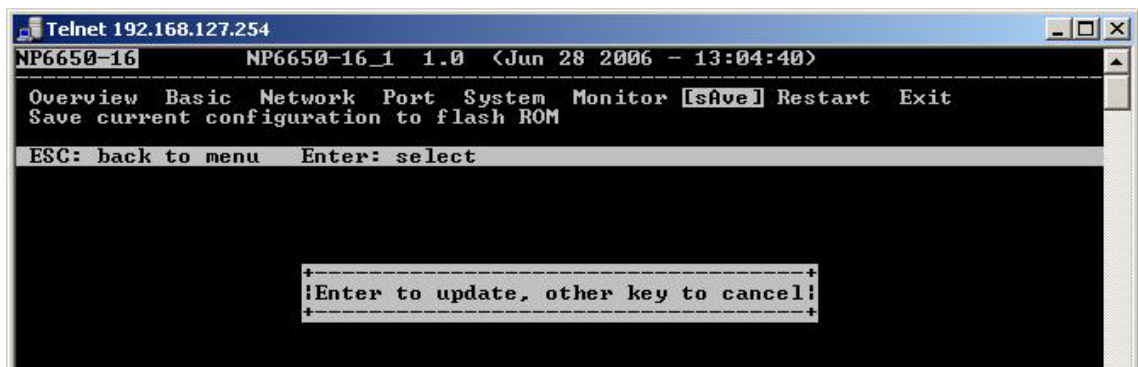 Telnet 192.168.127.254
NP6650-16 NP6650-16_1 1.0 (Jun 28 2006 - 13:04:40)
Overview Basic Network Port System Monitor [sAve] Restart Exit
Save current configuration to flash ROM
ESC: back to menu Enter: select
Enter to update, other key to cancel